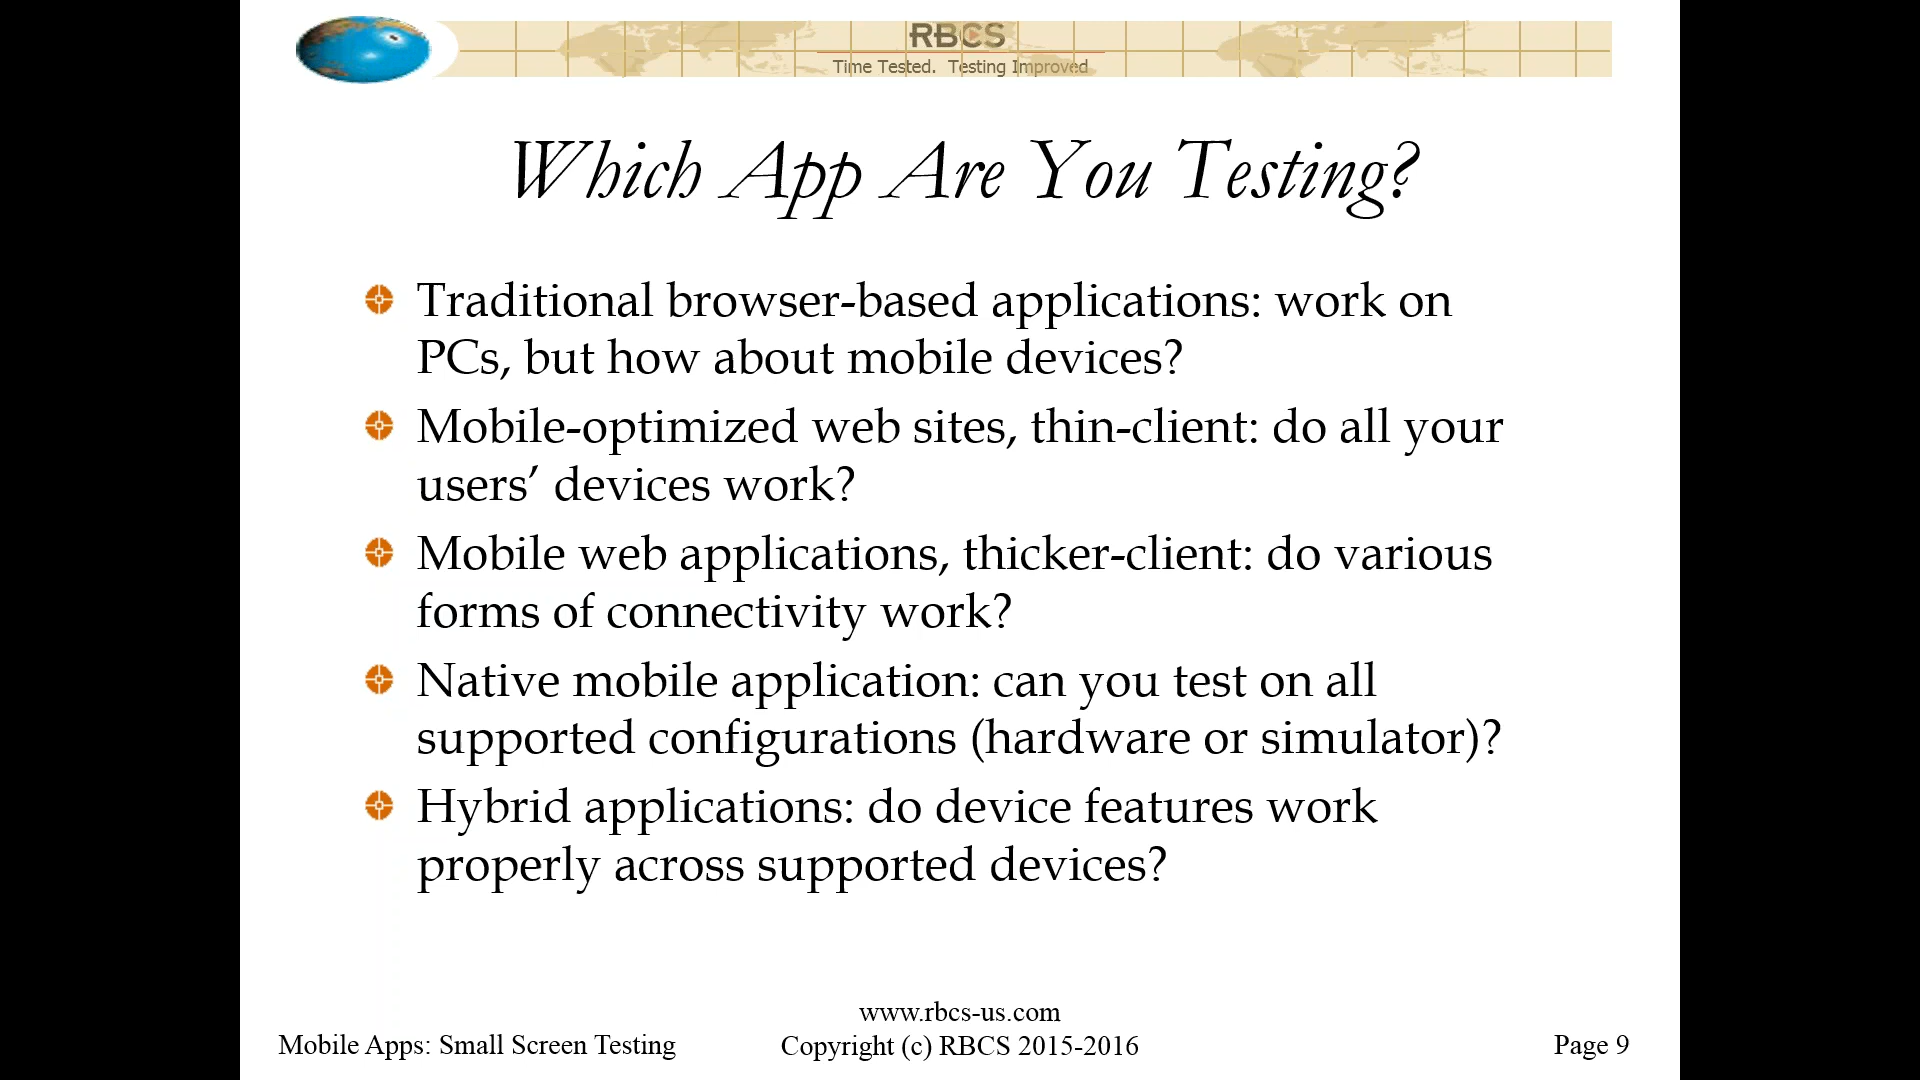 RBCS
Time Tested. Testing Improved
Which App Are You Testing?
Traditional browser-based applications: work on
PCs, but how about mobile devices?
Mobile-optimized web sites, thin-client: do all your
users’ devices work?
Mobile web applications, thicker-client: do various
forms of connectivity work?
Native mobile application: can you test on all
supported configurations (hardware or simulator)?
Hybrid applications: do device features work
properly across supported devices?
www.rbcs-us.com
Mobile Apps: Small Screen Testing
Copyright (c) RBCS 2015-2016
Page 9